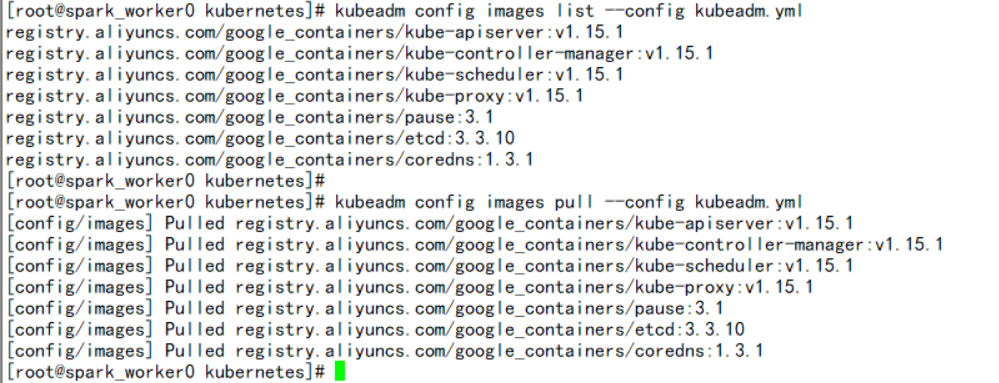 [root@spark_worker0 kubernetes]# kubeadm config images list --config kubeadm.yml
registry.aliyuncs.com/google_containers/kube-apiserver:v1.15.1
registry.aliyuncs.com/google_containers/kube-controller-manager:v1.15.1
registry.aliyuncs.com/google_containers/kube-scheduler:v1.15.1
registry.aliyuncs.com/google_containers/kube-proxy:v1.15.1
registry.aliyuncs.com/google_containers/pause:3.1
registry.aliyuncs.com/google_containers/etcd:3.3.10
registry.aliyuncs.com/google_containers/coredns:1.3.1
[root@spark_worker0 kubernetes]#
[root@spark_worker0 kubernetes]# kubeadm config images pull --config kubeadm.yml
[config/images] Pulled registry.aliyuncs.com/google_containers/kube-apiserver:v1.15.1
[config/images] Pulled registry.aliyuncs.com/google_containers/kube-controller-manager:v1.15.1
[config/images] Pulled registry.aliyuncs.com/google_containers/kube-scheduler:v1.15.1
[config/images] Pulled registry.aliyuncs.com/google_containers/kube-proxy:v1.15.1
[config/images] Pulled registry.aliyuncs.com/google_containers/pause:3.1
[config/images] Pulled registry.aliyuncs.com/google_containers/etcd:3.3.10
[config/images] Pulled registry.aliyuncs.com/google_containers/coredns:1.3.1
[root@spark_worker0 kubernetes]#